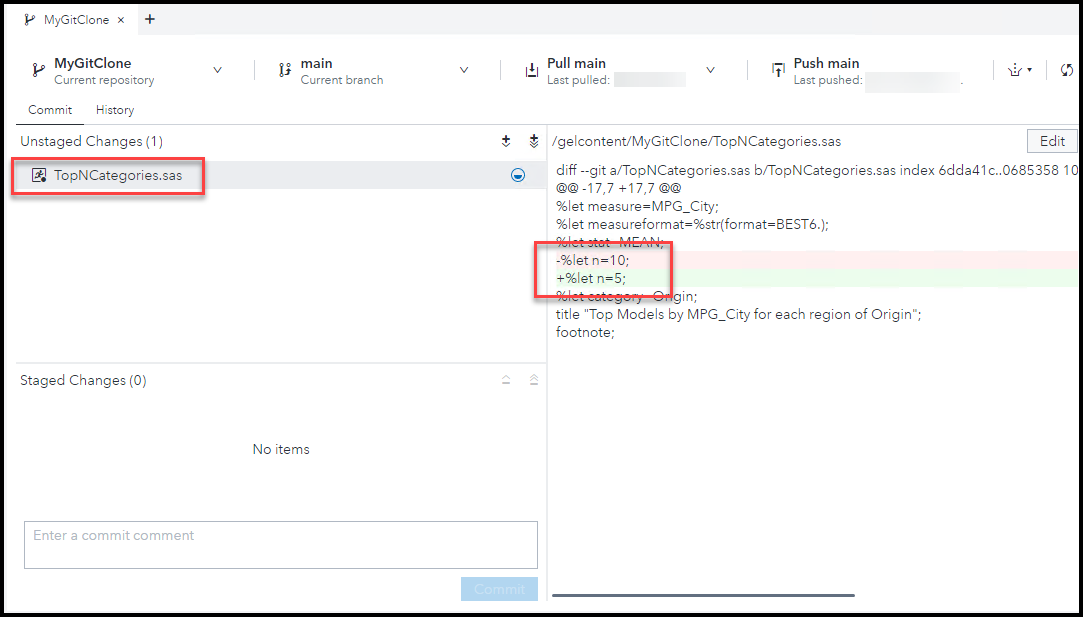 MyGitClone × +
MyGitClone
Current repository
main
Current branch
Pull main
Last pulled:
Push main
Last pushed: .
Commit History
Unstaged Changes (1)
TopNCategories.sas
/gelcontent/MyGitClone/TopNCategories.sas
Edit
diff --git a/TopNCategories.sas b/TopNCategories.sas index 6dda41c..0685358 10
@@ -17,7 +17,7 @@
%let measure=MPG_City;
%let measureformat=%str(format=BEST6.);
%let stat=MEAN;
-%let n=10;
+%let n=5;
%let category=Origin;
title "Top Models by MPG_City for each region of Origin";
footnote;
Staged Changes (0)
No items
Enter a commit comment
Commit